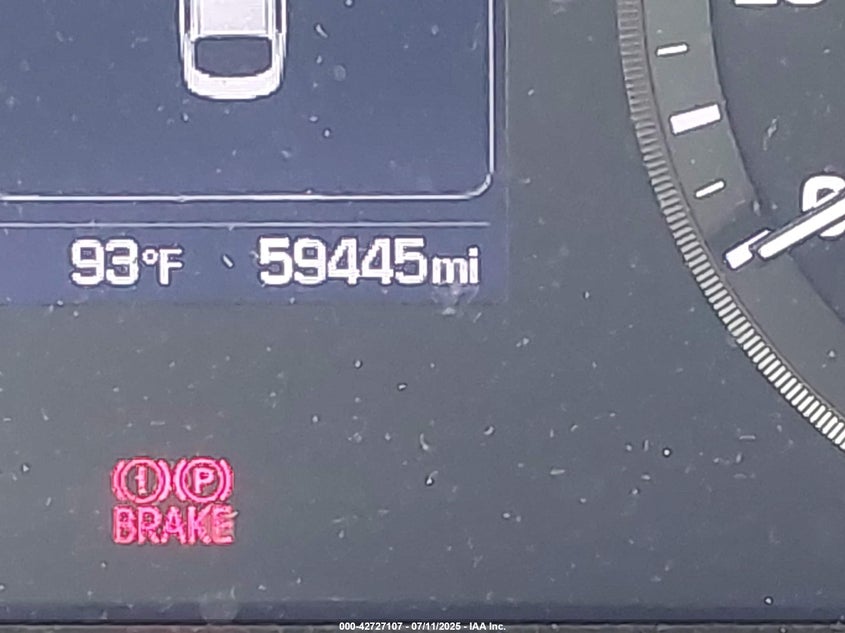 93°F 59445mi
(!) (P)
BRAKE
000-42727107 - 07/11/2025 - IAA Inc.